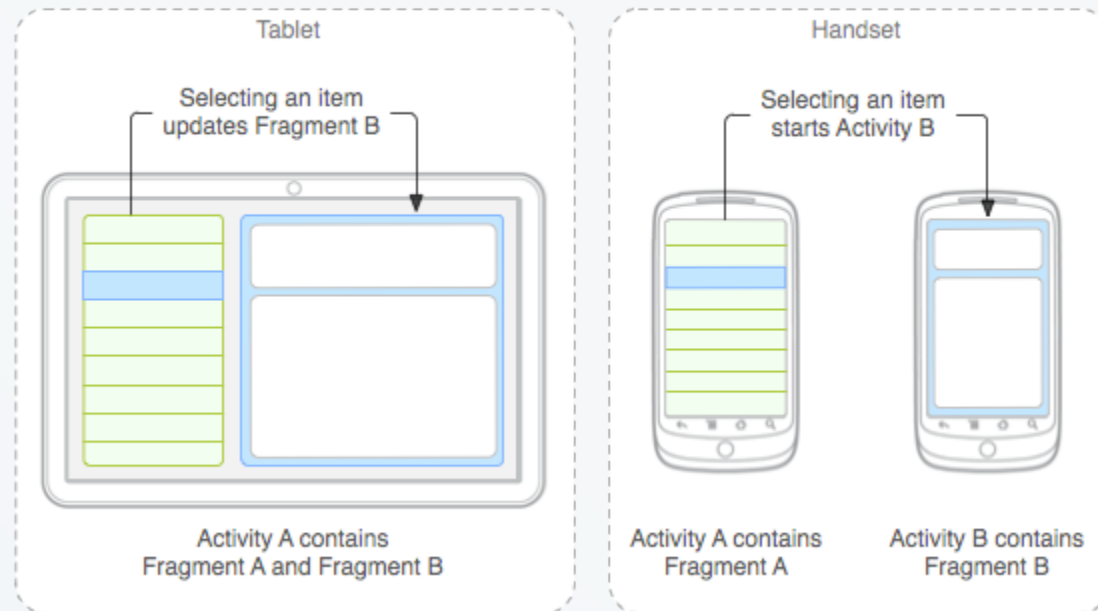 Tablet
Selecting an item
updates Fragment B
Activity A contains
Fragment A and Fragment B
Handset
Selecting an item
starts Activity B
Activity A contains
Fragment A
Activity B contains
Fragment B